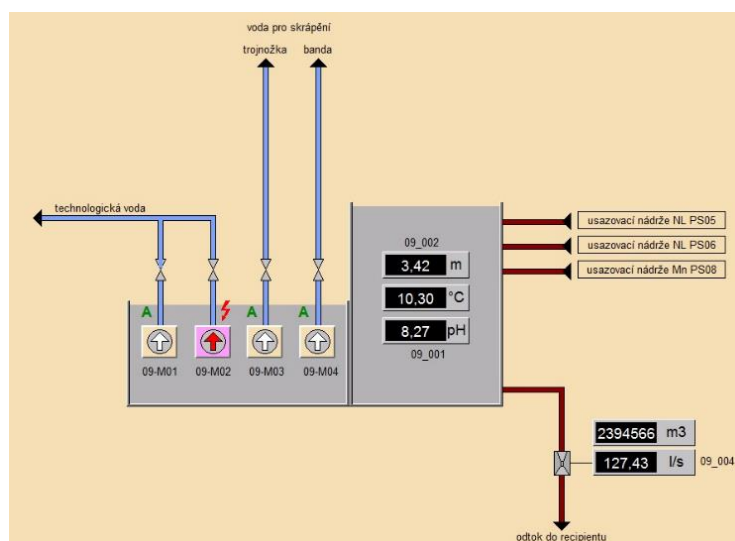 voda pro skrápění
trojnožka banda
technologická voda
usazovací nádrže NL PS05
usazovací nádrže NL PS06
usazovací nádrže Mn PS08
09_002
3,42 m
10,30 °C
8,27 pH
09_001
A A A
09-M01 09-M02 09-M03 09-M04
2394566 m3
127,43 l/s 09_004
odtok do recipientu